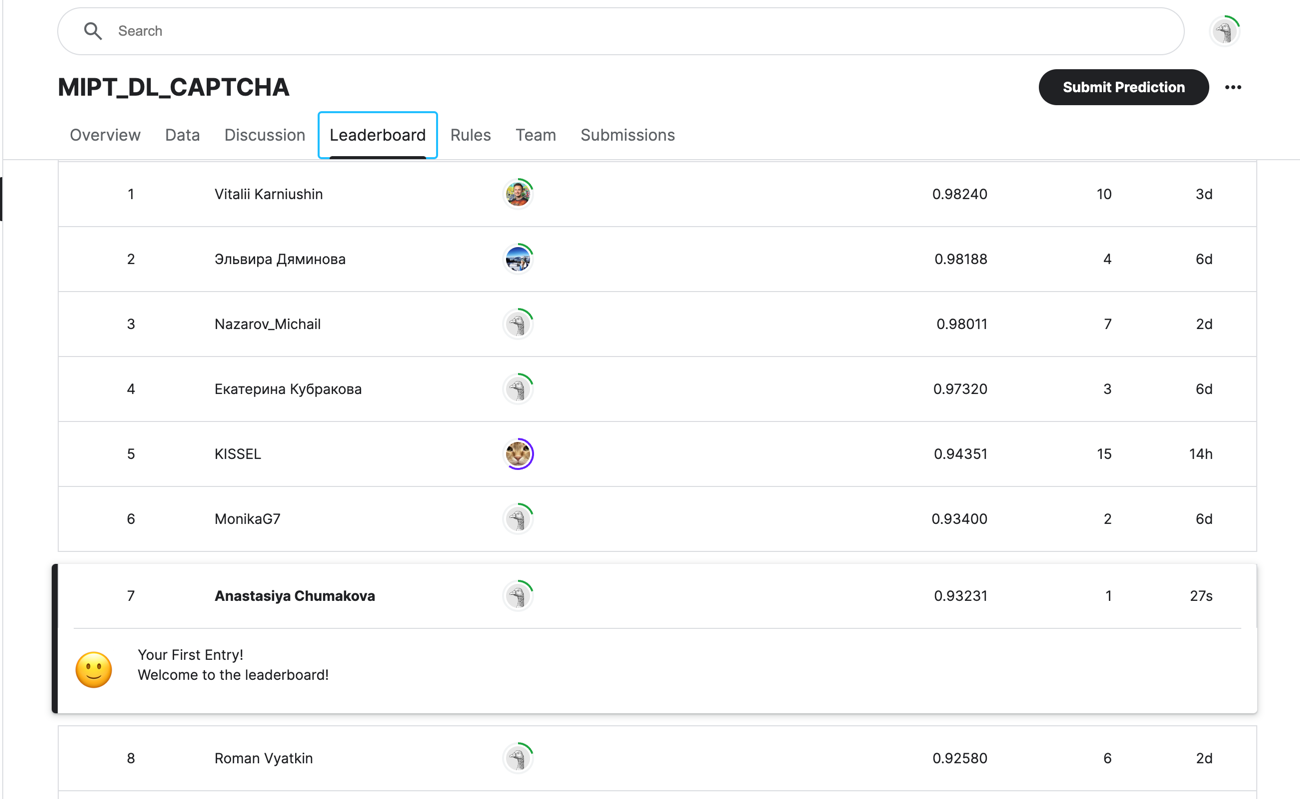 Search
MIPT_DL_CAPTCHA
Submit Prediction
Overview Data Discussion Leaderboard Rules Team Submissions
1 Vitalii Karniushin 0.98240 10 3d
2 Эльвира Дяминова 0.98188 4 6d
3 Nazarov_Michail 0.98011 7 2d
4 Екатерина Кубракова 0.97320 3 6d
5 KISSEL 0.94351 15 14h
6 MonikaG7 0.93400 2 6d
7 Anastasiya Chumakova 0.93231 1 27s
Your First Entry!
Welcome to the leaderboard!
8 Roman Vyatkin 0.92580 6 2d